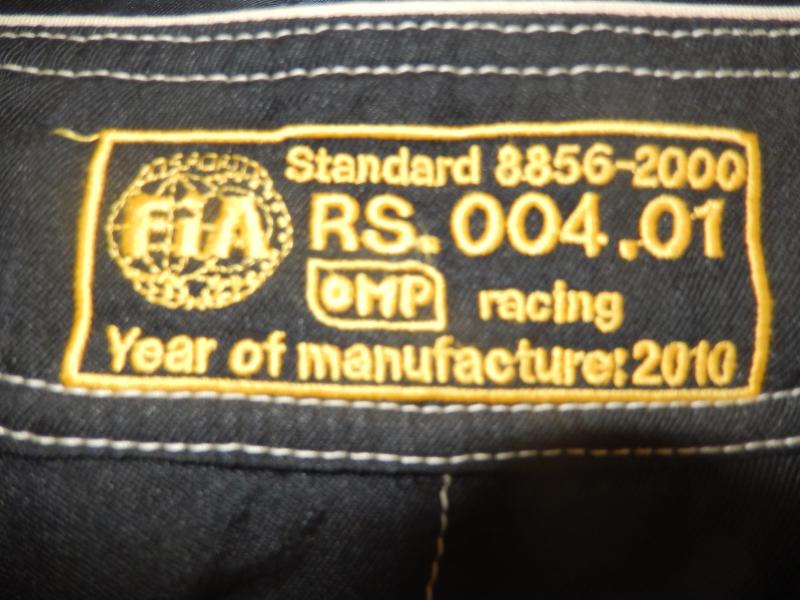 FIA
Standard 8856-2000
RS. 004.01
OMP racing
Year of manufacture: 2010